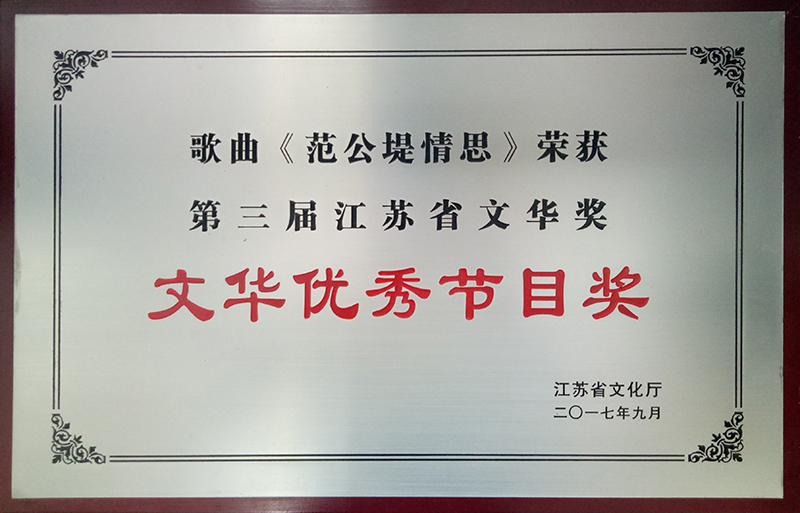 歌曲《范公堤情思》荣获
第三届江苏省文华奖
文华优秀节目奖
江苏省文化厅
二〇一七年九月